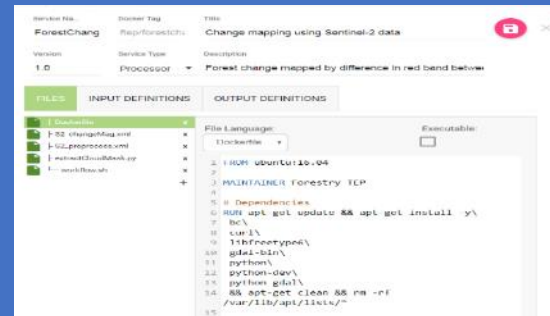 Service Na..
Docker Tag
Title
ForestChang
flep/forestch
Change mapping using Sentinel-2 data
Version
Service Type
Description
1.0
Processor
Forest change mapped by difference in red band betwee
FILES
INPUT DEFINITIONS
OUTPUT DEFINITIONS
Dockerfile
S2_changeMag.xml
S2_preprocess.xml
extractCloudMask.py
workflow.sh
+
File Language:
Executable:
Dockerfile
1 FROM ubuntu:16.04
2
3 MAINTAINER Forestry TEP
4
5 # Dependencies
6 RUN apt-get update && apt-get install -y\
7 bc\
8 curl\
9 libfreetype6\
10 gdal-bin\
11 python\
12 python-dev\
13 python-gdal\
14 && apt-get clean && rm -rf
/var/lib/apt/lists/*
15